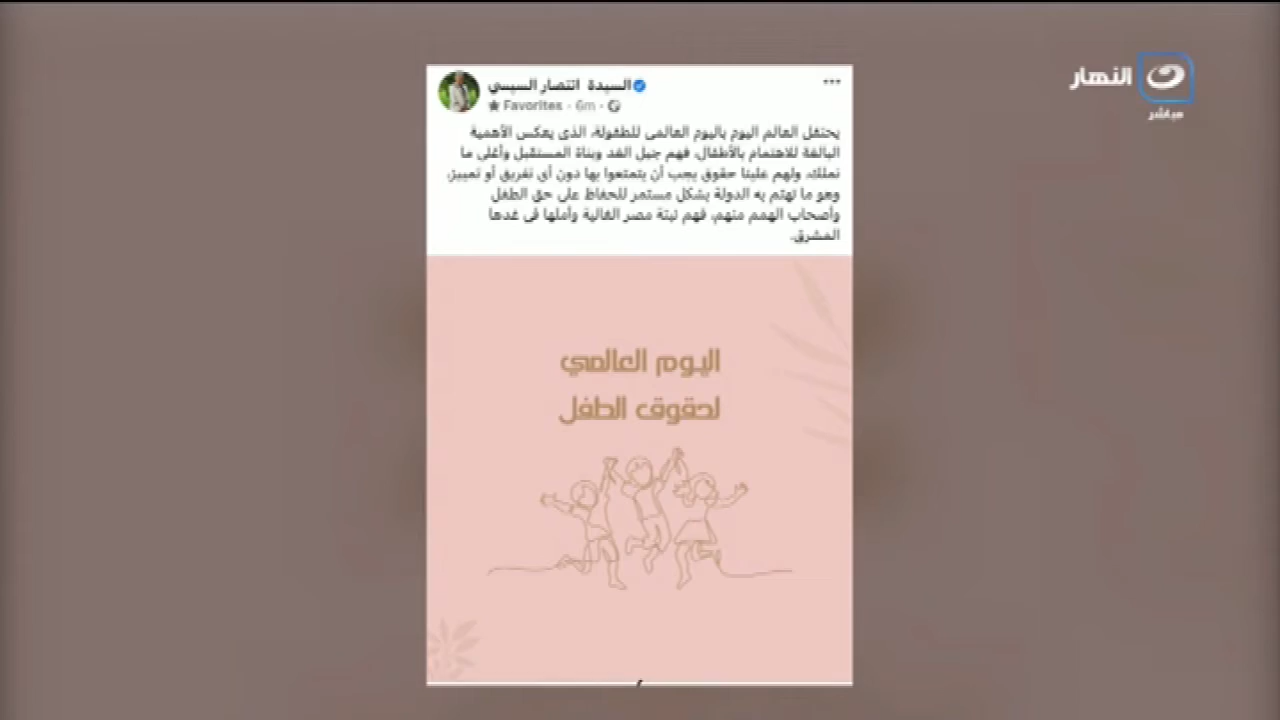 النهار
مباشر
السيدة انتصار السيسي
Favorites · 6m ·
يحتفل العالم اليوم باليوم العالمى للطفولة، الذى يعكس الأهمية
البالغة للاهتمام بالأطفال، فهم جيل الغد وبناة المستقبل وأغلى ما
نملك، ولهم علينا حقوق يجب أن يتمتعوا بها دون أى تفريق أو تمييز،
وهو ما تهتم به الدولة بشكل مستمر للحفاظ على حق الطفل
وأصحاب الهمم منهم، فهم نبتة مصر الغالية وأملها فى غدها
المشرق.
اليوم العالمي
لحقوق الطفل